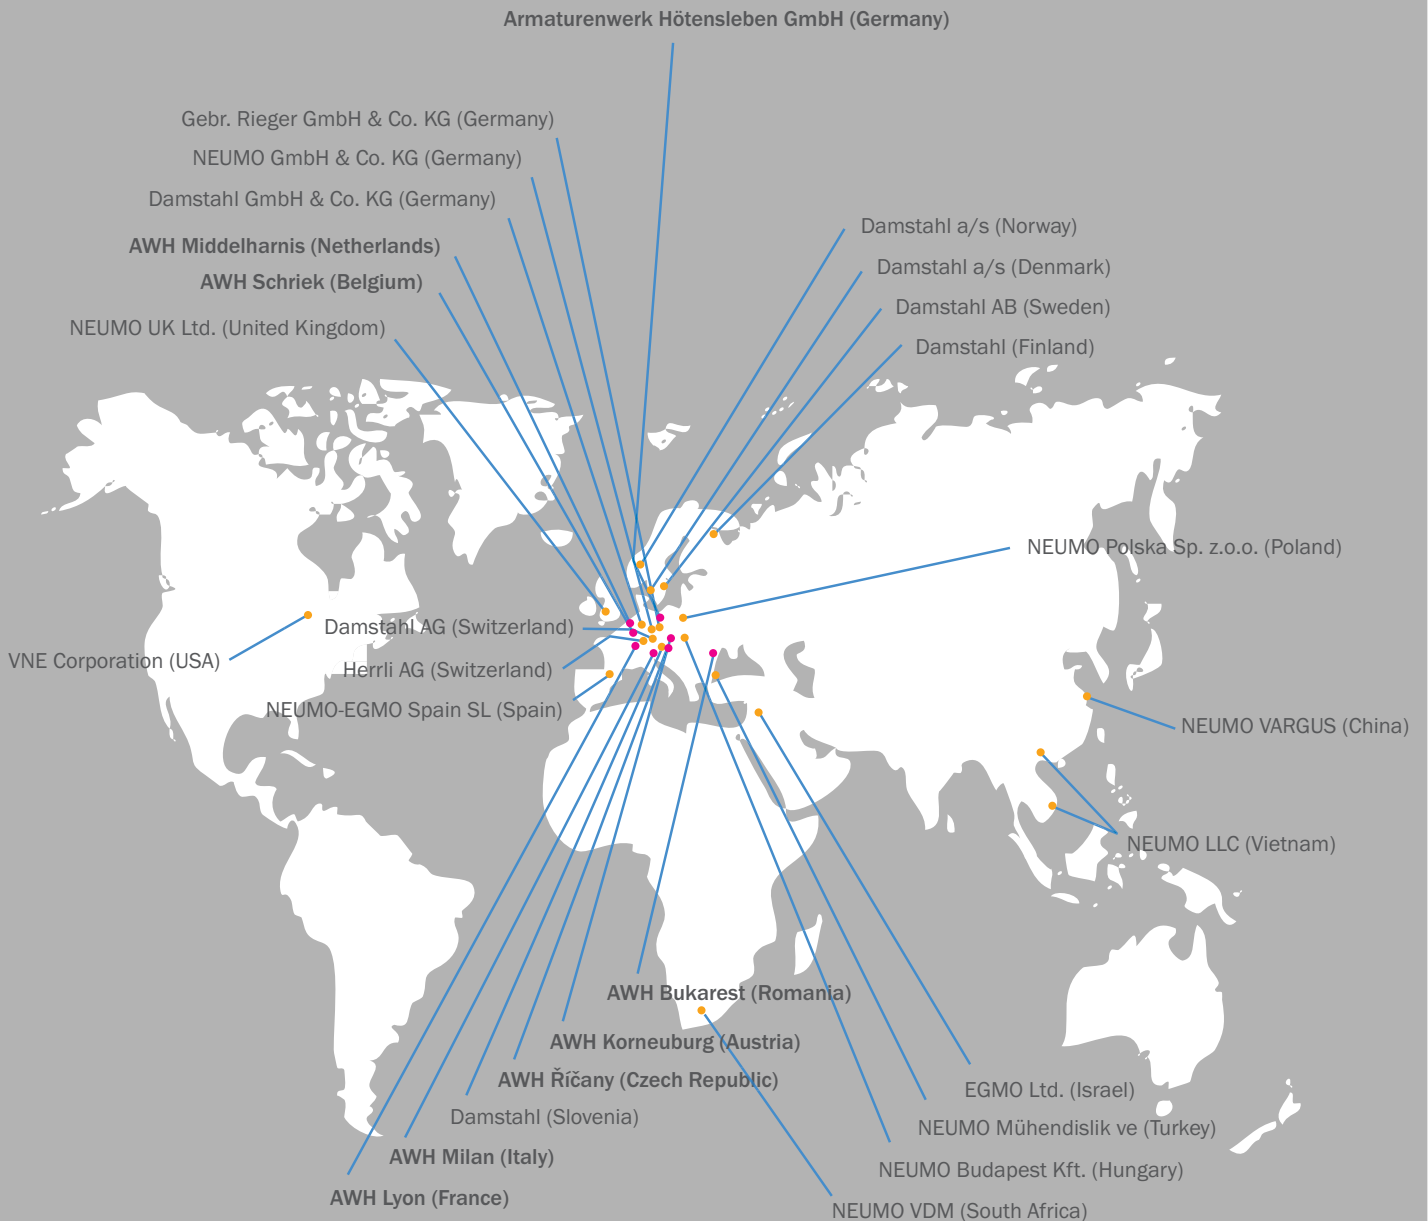 Armaturenwerk Hötensleben GmbH (Germany)
Gebr. Rieger GmbH & Co. KG (Germany)
NEUMO GmbH & Co. KG (Germany)
Damstahl GmbH & Co. KG (Germany)
AWH Middelharnis (Netherlands)
AWH Schriek (Belgium)
NEUMO UK Ltd. (United Kingdom)
Damstahl a/s (Norway)
Damstahl a/s (Denmark)
Damstahl AB (Sweden)
Damstahl (Finland)
NEUMO Polska Sp. z.o.o. (Poland)
Damstahl AG (Switzerland)
VNE Corporation (USA)
Herrli AG (Switzerland)
NEUMO-EGMO Spain SL (Spain)
NEUMO VARGUS (China)
NEUMO LLC (Vietnam)
AWH Bukarest (Romania)
AWH Korneuburg (Austria)
AWH Říčany (Czech Republic)
Damstahl (Slovenia)
AWH Milan (Italy)
AWH Lyon (France)
EGMO Ltd. (Israel)
NEUMO Mühendislik ve (Turkey)
NEUMO Budapest Kft. (Hungary)
NEUMO VDM (South Africa)